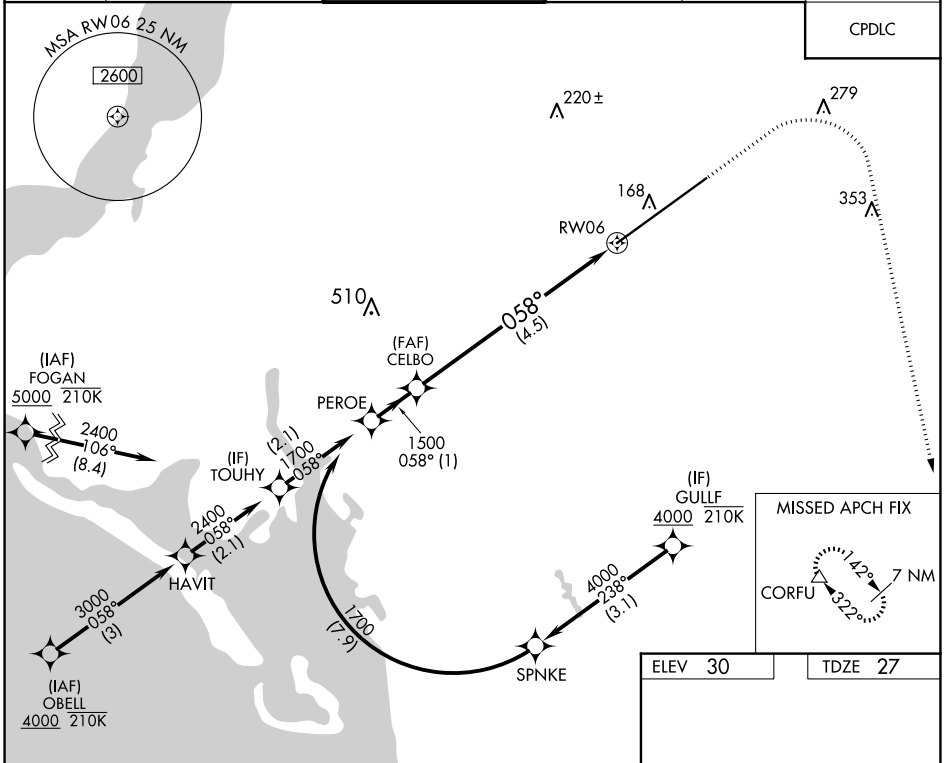 MSA RW06 25 NM
2600
CPDLC
220 ±
279
168
353
RW06
510
058°
(4.5)
(FAF)
CELBO
(IAF)
FOGAN
5000 210K
2400
106°
(8.4)
PEROE
1500
058° (1)
(IF)
TOUHY
(2.1)
1700
058°
2400
058°
(2.1)
HAVIT
(IF)
GULLF
4000 210K
4000
238°
(3.1)
3000
058°
(3)
1700
(7.9)
SPNKE
(IAF)
OBELL
4000 210K
MISSED APCH FIX
CORFU
142°
322°
7 NM
ELEV 30
TDZE 27